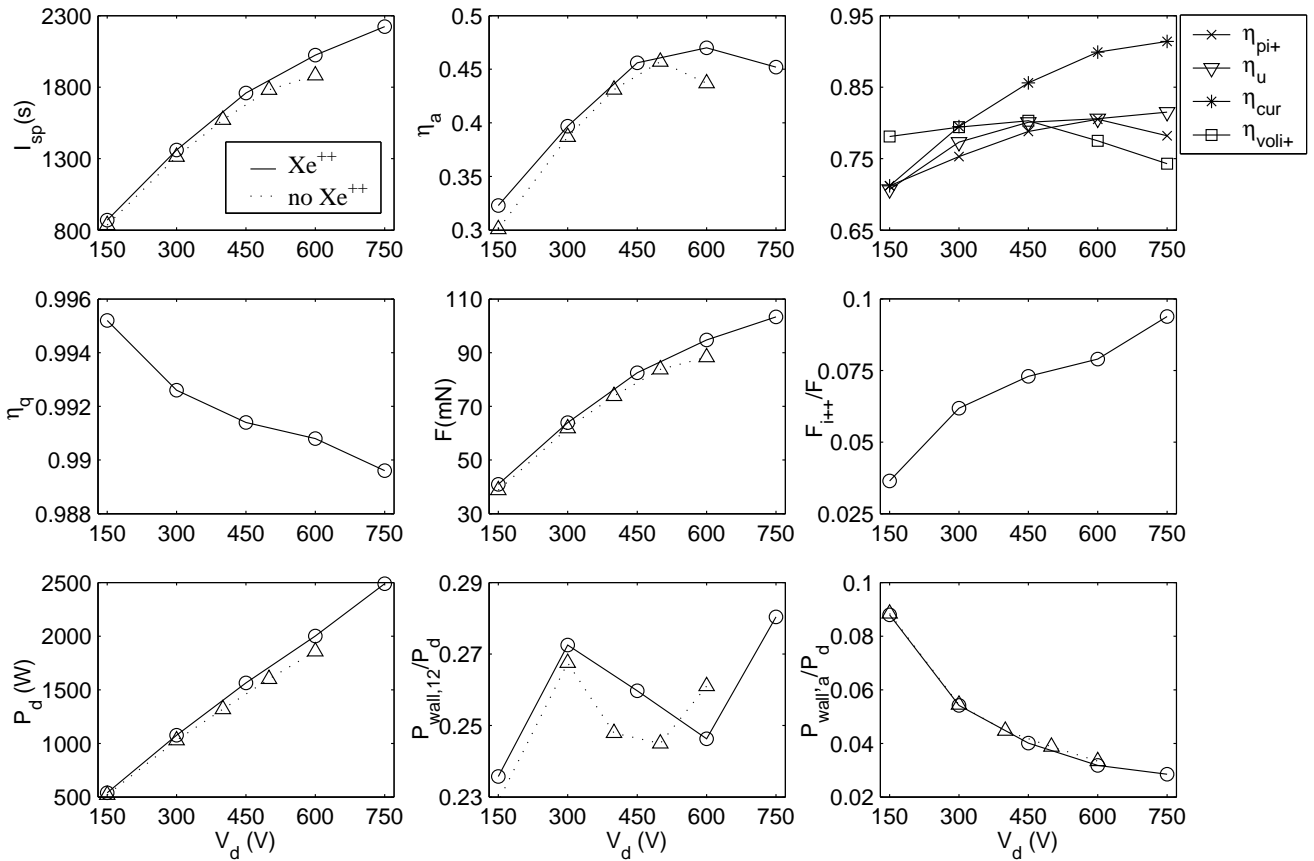 2300
1800
1300
800
I_sp(s)
150 300 450 600 750
Xe^++
no Xe^++
0.5
0.45
0.4
0.35
0.3
η_a
150 300 450 600 750
0.95
0.85
0.75
0.65
150 300 450 600 750
η_pi+
η_u
η_cur
η_voli+
0.996
0.994
0.992
0.99
0.988
η_q
150 300 450 600 750
110
90
70
50
30
F(mN)
150 300 450 600 750
0.1
0.075
0.05
0.025
F_i++/F
150 300 450 600 750
2500
2000
1500
1000
500
P_d (W)
150 300 450 600 750
V_d (V)
0.29
0.27
0.25
0.23
P_wall,12/P_d
150 300 450 600 750
V_d (V)
0.1
0.08
0.06
0.04
0.02
P_wall'a/P_d
150 300 450 600 750
V_d (V)